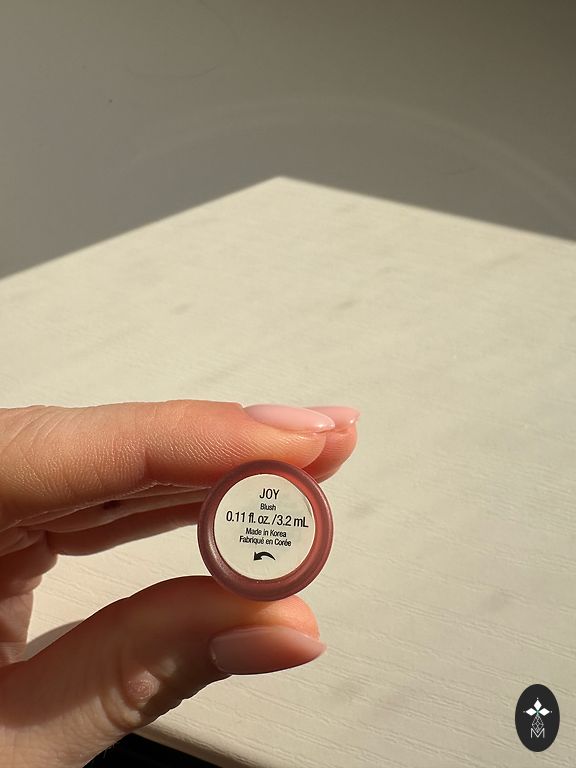 JOY
Blush
0.11 fl. oz./3.2 mL
Made in Korea
Fabriqué en Corée
M